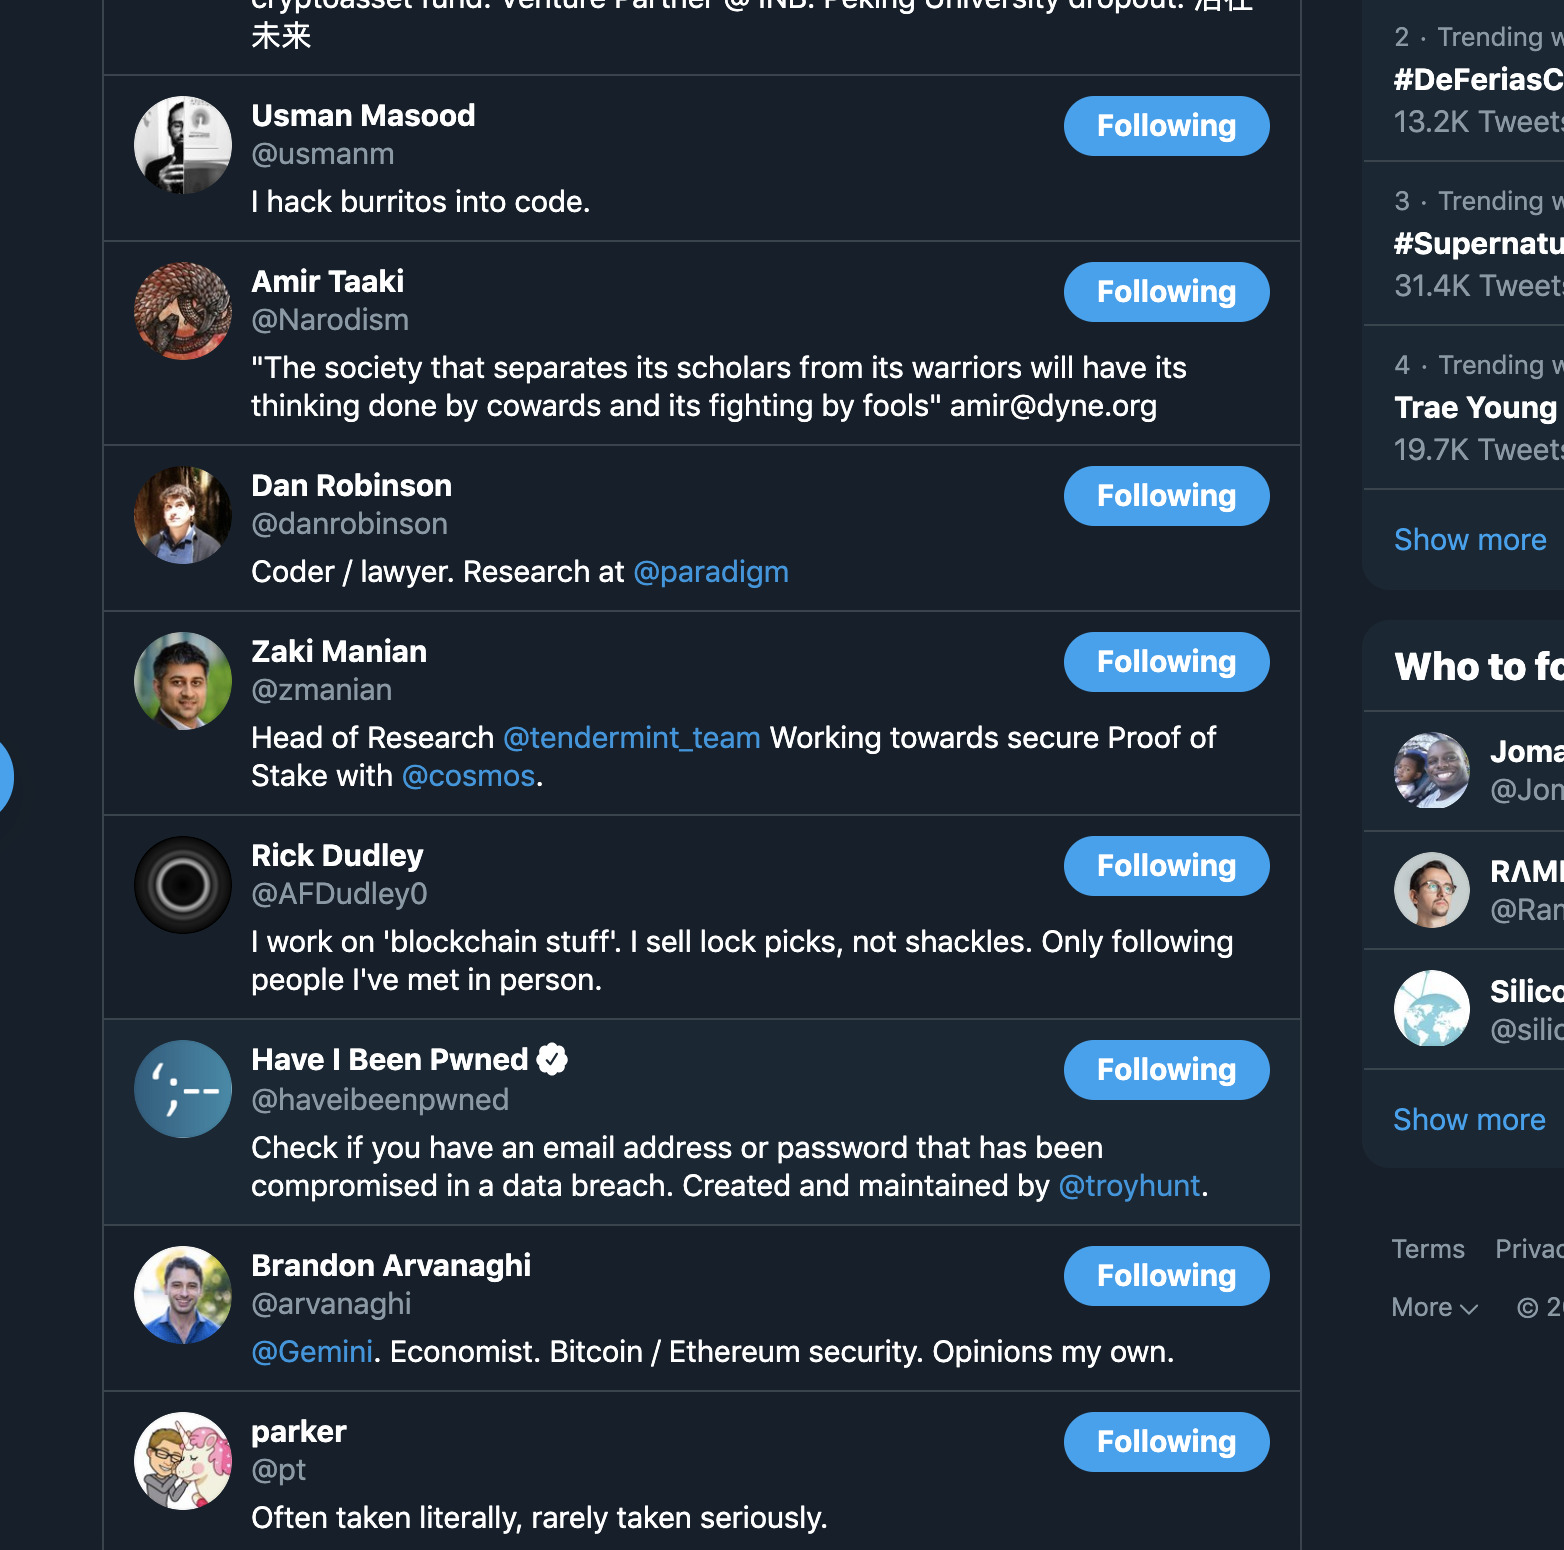 未来
Usman Masood
@usmanm
Following
I hack burritos into code.
Amir Taaki
@Narodism
Following
"The society that separates its scholars from its warriors will have its
thinking done by cowards and its fighting by fools" amir@dyne.org
Dan Robinson
@danrobinson
Following
Coder / lawyer. Research at @paradigm
Zaki Manian
@zmanian
Following
Head of Research @tendermint_team Working towards secure Proof of
Stake with @cosmos.
Rick Dudley
@AFDudley0
Following
I work on 'blockchain stuff'. I sell lock picks, not shackles. Only following
people I've met in person.
Have I Been Pwned
@haveibeenpwned
Following
Check if you have an email address or password that has been
compromised in a data breach. Created and maintained by @troyhunt.
Brandon Arvanaghi
@arvanaghi
Following
@Gemini. Economist. Bitcoin / Ethereum security. Opinions my own.
parker
@pt
Following
Often taken literally, rarely taken seriously.
2 · Trending
#DeFeriasC
13.2K Tweets
3 · Trending
#Supernatu
31.4K Tweets
4 · Trending
Trae Young
19.7K Tweets
Show more
Who to fo
Joma
@Jom
RΛM
@Ram
Silico
@silic
Show more
Terms Privac
More © 20